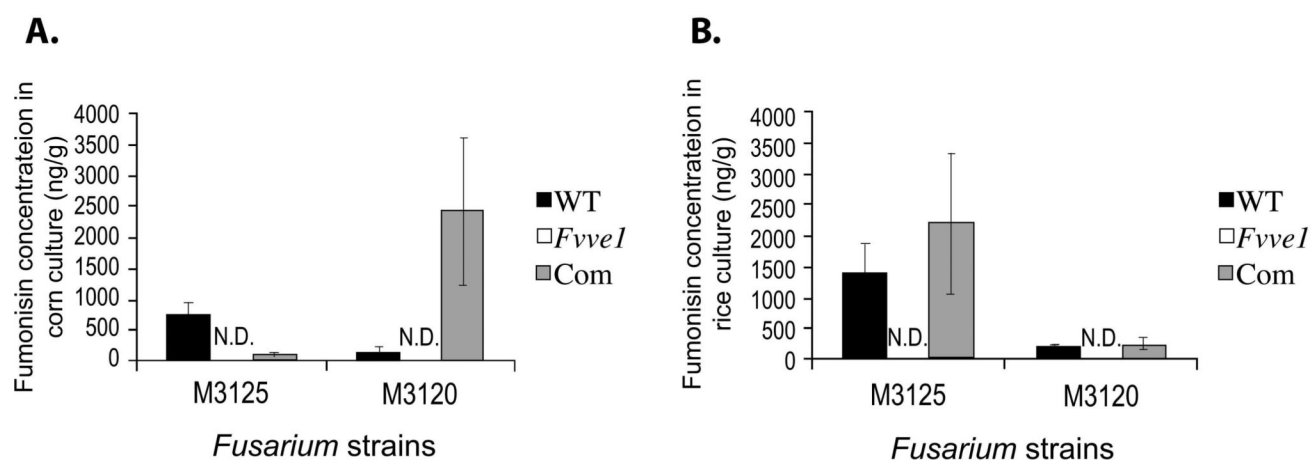 A.
Fumonisin concentrateion in
corn culture (ng/g)
4000
3500
3000
2500
2000
1500
1000
500
0
N.D.
N.D.
M3125
M3120
Fusarium strains
WT
Fvve1
Com
B.
Fumonisin concentrateion in
rice culture (ng/g)
4000
3500
3000
2500
2000
1500
1000
500
0
N.D.
N.D.
M3125
M3120
Fusarium strains
WT
Fvve1
Com